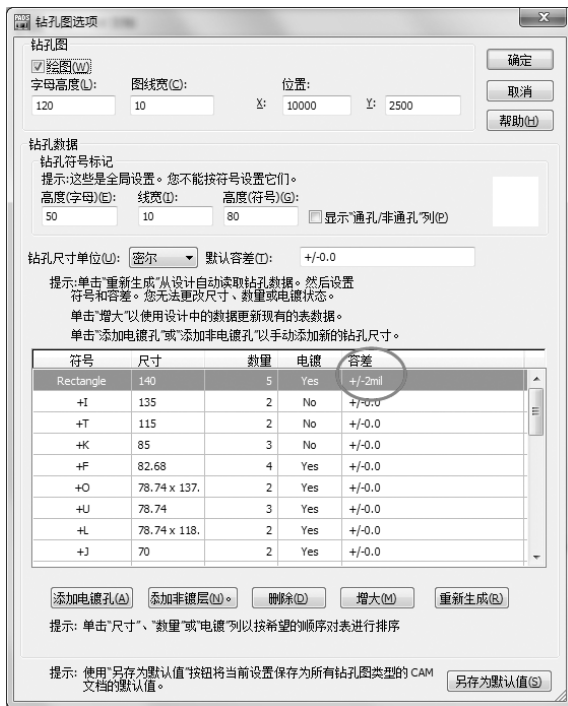 PADS 钻孔图选项
钻孔图
绘图(W)
字母高度(L): 图线宽(C): 位置:
120 10 X: 10000 Y: 2500
确定
取消
帮助(H)
钻孔数据
钻孔符号标记
提示:这些是全局设置。您不能按符号设置它们。
高度(字母)(E): 线宽(I): 高度(符号)(G):
50 10 80 显示“通孔/非通孔”列(P)
钻孔尺寸单位(U): 密尔 默认容差(T): +/-0.0
提示:单击“重新生成”从设计自动读取钻孔数据。然后设置
符号和容差。您无法更改尺寸、数量或电镀状态。
单击“增大”以使用设计中的数据更新现有的表数据。
单击“添加电镀孔”或“添加非电镀孔”以手动添加新的钻孔尺寸。
符号 尺寸 数量 电镀 容差
Rectangle 140 5 Yes +/-2mil
+I 135 2 No +/-0.0
+T 115 2 No +/-0.0
+K 85 3 No +/-0.0
+F 82.68 4 Yes +/-0.0
+O 78.74 x 137. 2 Yes +/-0.0
+U 78.74 3 Yes +/-0.0
+L 78.74 x 118. 2 Yes +/-0.0
+J 70 2 Yes +/-0.0
添加电镀孔(A) 添加非镀层(N)。 删除(D) 增大(M) 重新生成(R)
提示: 单击“尺寸”、“数量”或“电镀”列以按希望的顺序对表进行排序
提示: 使用“另存为默认值”按钮将当前设置保存为所有钻孔图类型的 CAM
文档的默认值。
另存为默认值(S)